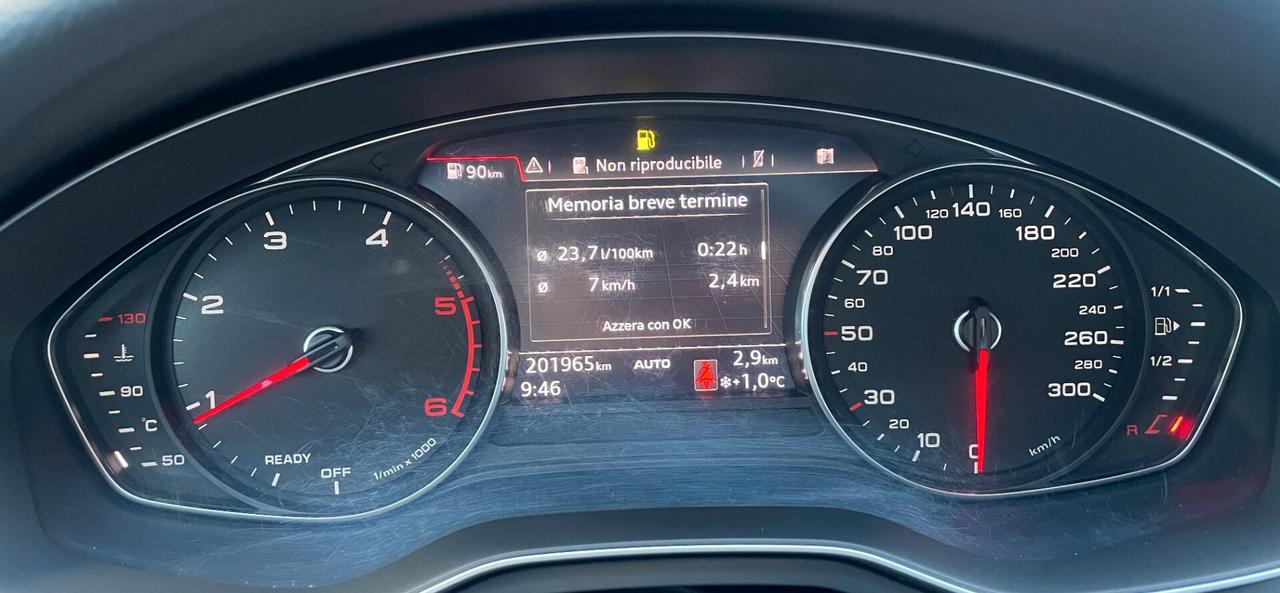 90 km
Non riproducibile
Memoria breve termine
ø 23,7 l/100km 0:22 h
ø 7 km/h 2,4 km
Azzera con OK
201965 km AUTO 2,9 km
9:46 +1,0°C
130
90
°C
50
1
2
3
4
5
6
READY
OFF
1/min x 1000
0
10
20
30
40
50
60
70
80
100
120
140
160
180
200
220
240
260
280
300
km/h
1/1
1/2
R